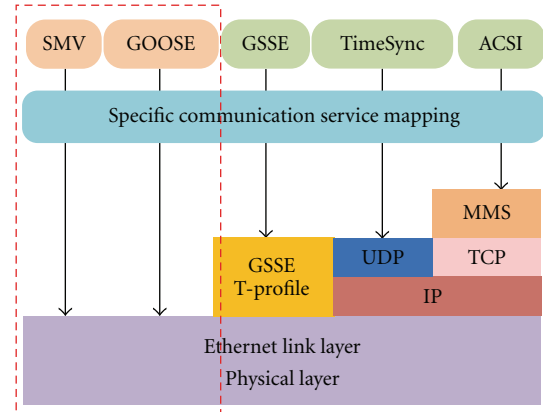 SMV GOOSE GSSE TimeSync ACSI
Specific communication service mapping
MMS
GSSE
T-profile
UDP TCP
IP
Ethernet link layer
Physical layer